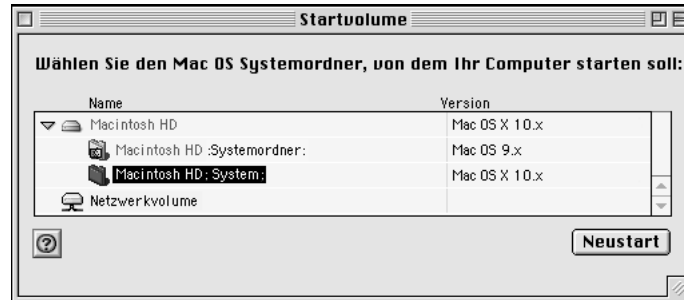 Startvolume
Wählen Sie den Mac OS Systemordner, von dem Ihr Computer starten soll:
Name Version
Macintosh HD Mac OS X 10.x
Macintosh HD :Systemordner: Mac OS 9.x
Macintosh HD : System : Mac OS X 10.x
Netzwerkvolume
? Neustart